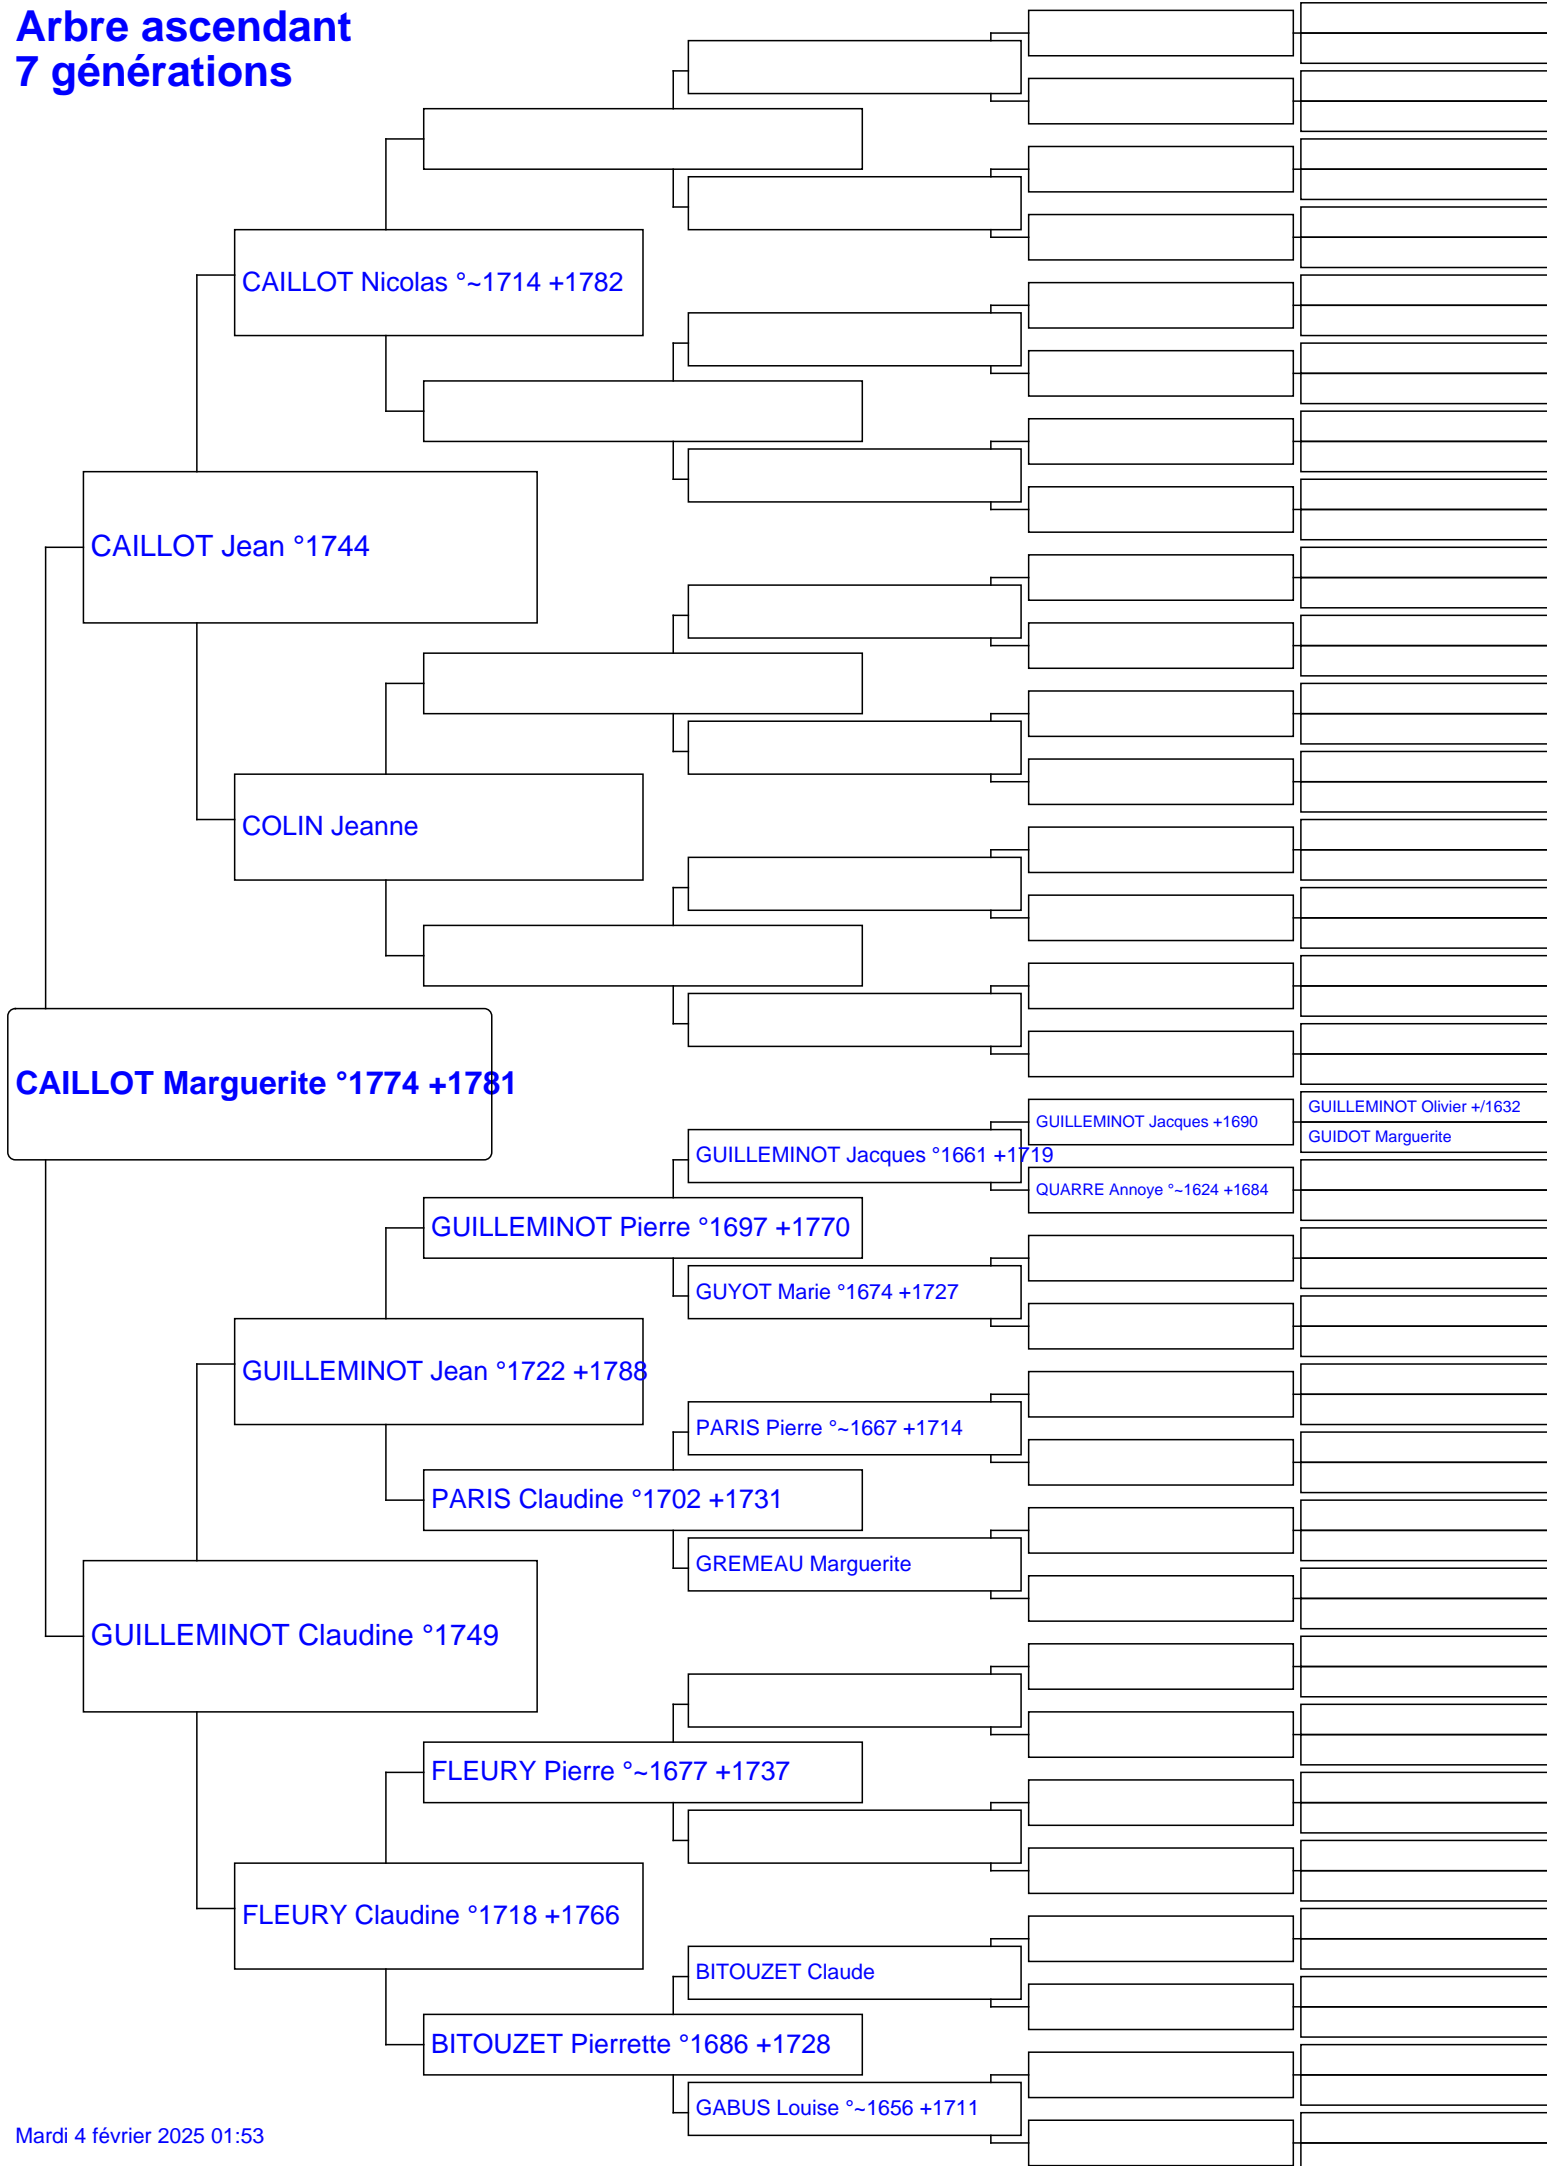 Arbre ascendant
7 générations
CAILLOT Nicolas °~1714 +1782
CAILLOT Jean °1744
COLIN Jeanne
CAILLOT Marguerite °1774 +1781
GUILLEMINOT Olivier +/1632
GUILLEMINOT Jacques +1690
GUIDOT Marguerite
GUILLEMINOT Jacques °1661 +1719
QUARRE Annoye °~1624 +1684
GUILLEMINOT Pierre °1697 +1770
GUYOT Marie °1674 +1727
GUILLEMINOT Jean °1722 +1788
PARIS Pierre °~1667 +1714
PARIS Claudine °1702 +1731
GREMEAU Marguerite
GUILLEMINOT Claudine °1749
FLEURY Pierre °~1677 +1737
FLEURY Claudine °1718 +1766
BITOUZET Claude
BITOUZET Pierrette °1686 +1728
GABUS Louise °~1656 +1711
Mardi 4 février 2025 01:53